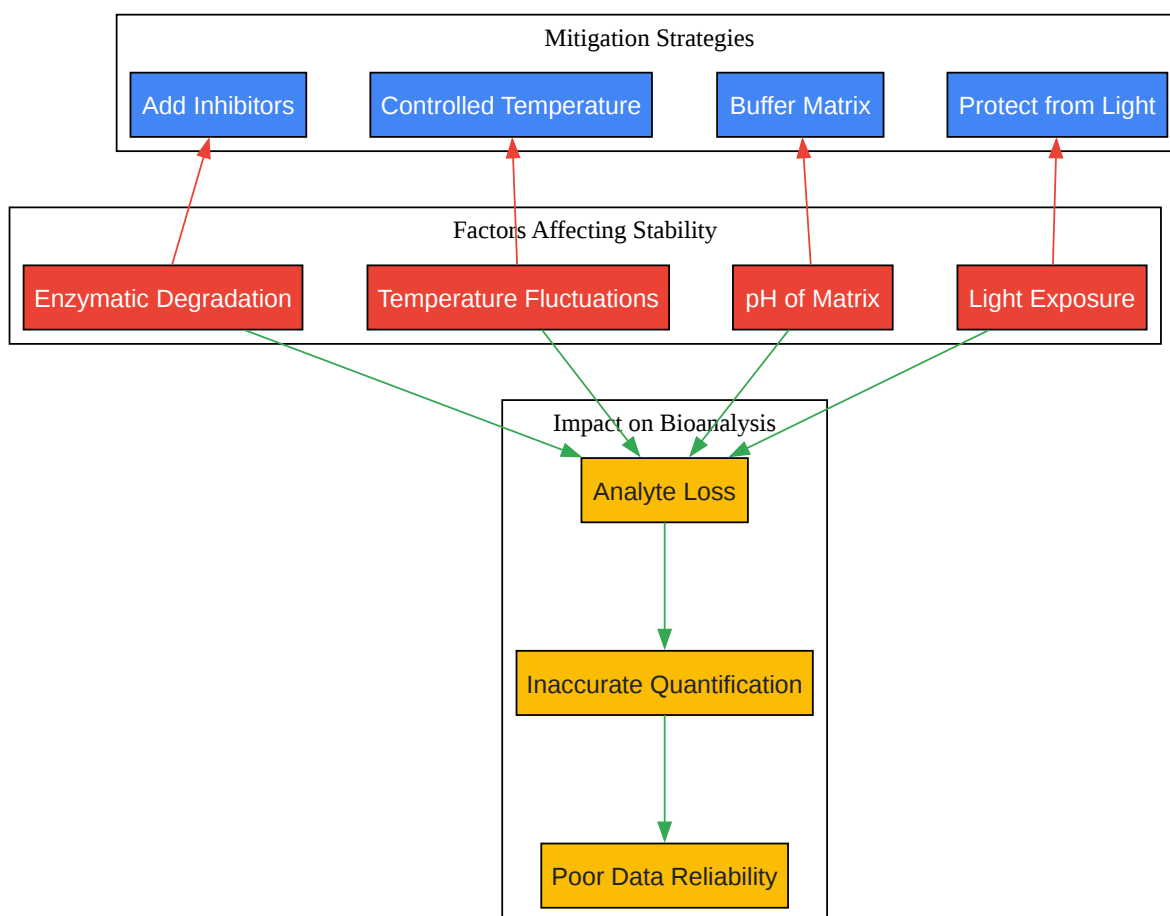 Mitigation Strategies
Add Inhibitors
Controlled Temperature
Buffer Matrix
Protect from Light
Factors Affecting Stability
Enzymatic Degradation
Temperature Fluctuations
pH of Matrix
Light Exposure
Impact on Bioanalysis
Analyte Loss
Inaccurate Quantification
Poor Data Reliability